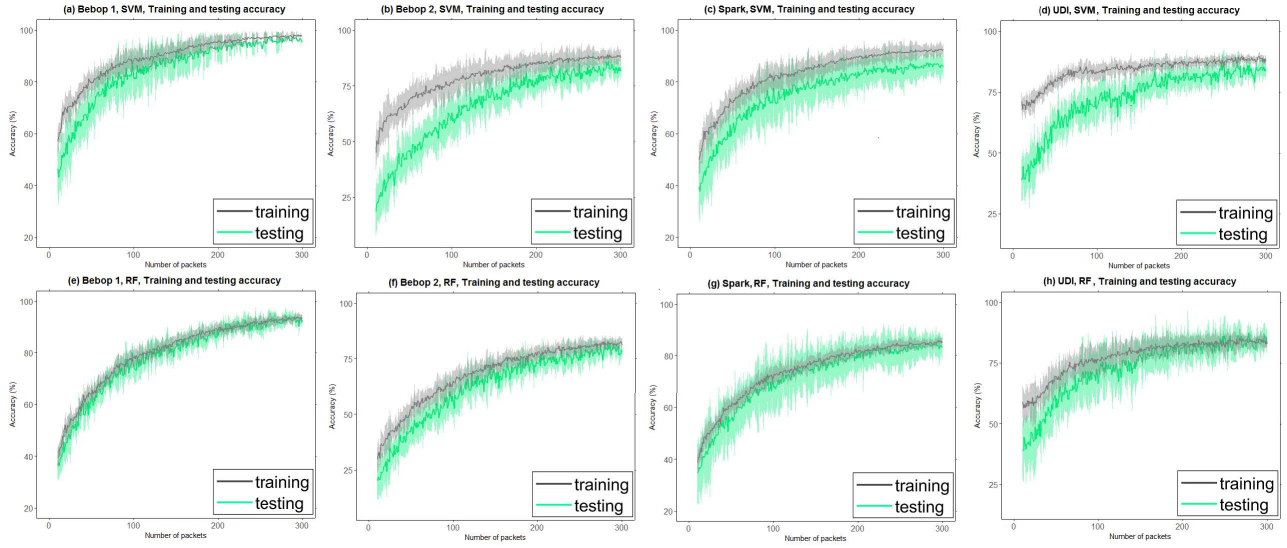 (a) Bebop 1, SVM, Training and testing accuracy
Accuracy (%)
100
80
60
40
20
0
100
200
300
Number of packets
training
testing
(b) Bebop 2, SVM, Training and testing accuracy
Accuracy (%)
100
75
50
25
0
100
200
300
Number of packets
training
testing
(c) Spark, SVM, Training and testing accuracy
Accuracy (%)
100
80
60
40
20
0
100
200
300
Number of packets
training
testing
(d) UDI, SVM, Training and testing accuracy
Accuracy (%)
100
75
50
25
0
100
200
300
Number of packets
training
testing
(e) Bebop 1, RF, Training and testing accuracy
Accuracy (%)
100
80
60
40
20
0
100
200
300
Number of packets
training
testing
(f) Bebop 2, RF, Training and testing accuracy
Accuracy (%)
100
75
50
25
0
100
200
300
Number of packets
training
testing
(g) Spark, RF, Training and testing accuracy
Accuracy (%)
100
80
60
40
20
0
100
200
300
Number of packets
training
testing
(h) UDI, RF, Training and testing accuracy
Accuracy (%)
100
75
50
25
0
100
200
300
Number of packets
training
testing